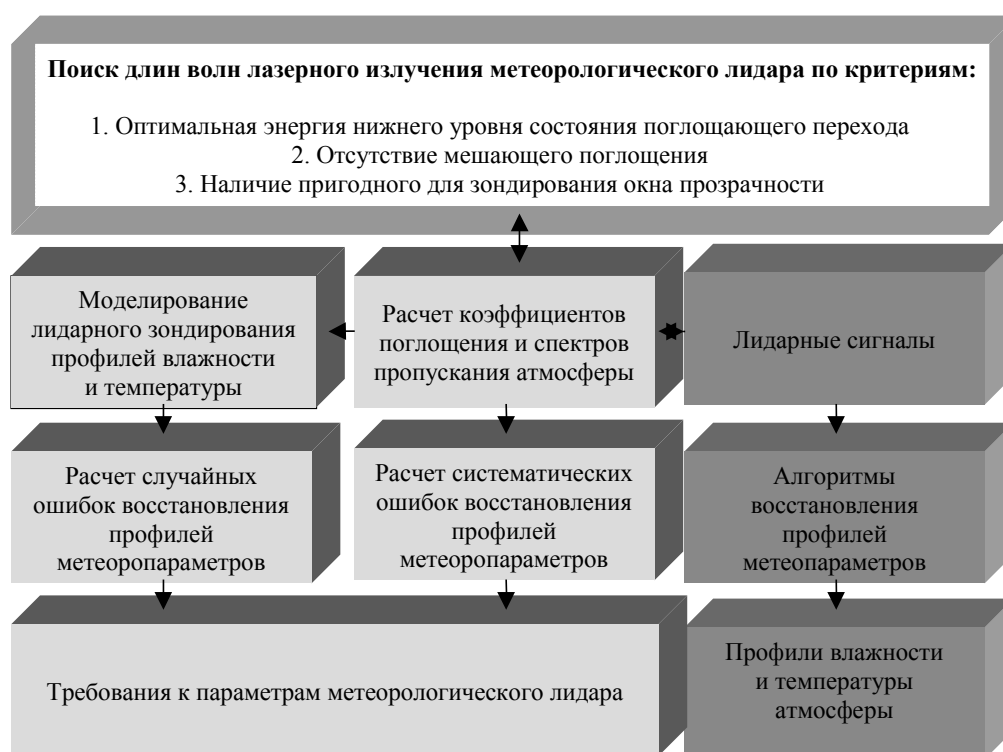 Поиск длин волн лазерного излучения метеорологического лидара по критериям:
1. Оптимальная энергия нижнего уровня состояния поглощающего перехода
2. Отсутствие мешающего поглощения
3. Наличие пригодного для зондирования окна прозрачности
Моделирование
лидарного зондирования
профилей влажности
и температуры
Расчет коэффициентов
поглощения и спектров
пропускания атмосферы
Лидарные сигналы
Расчет случайных
ошибок восстановления
профилей
метеоропараметров
Расчет систематических
ошибок восстановления
профилей
метеоропараметров
Алгоритмы
восстановления
профилей
метеопараметров
Требования к параметрам метеорологического лидара
Профили влажности
и температуры
атмосферы